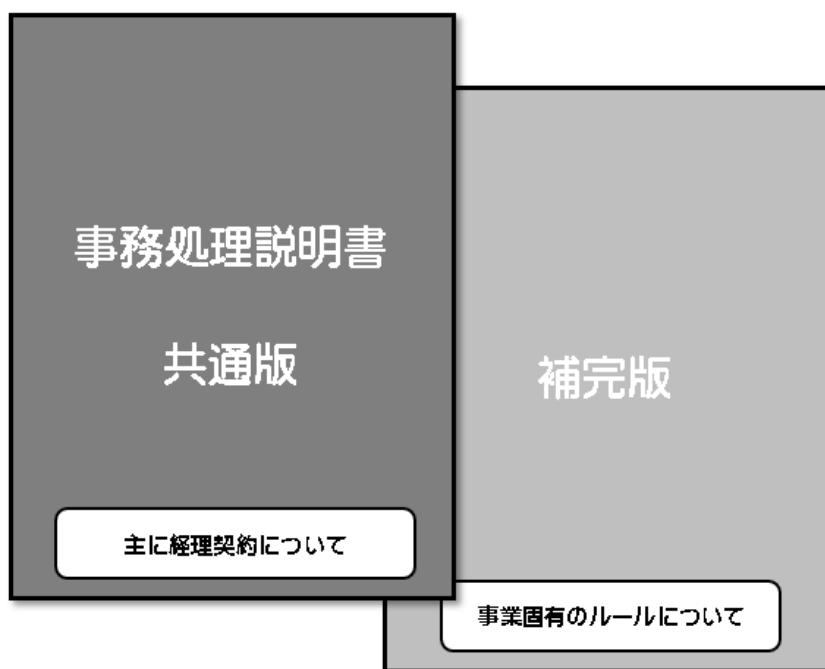 事務処理説明書
共通版
主に経理契約について
補完版
事業固有のルールについて